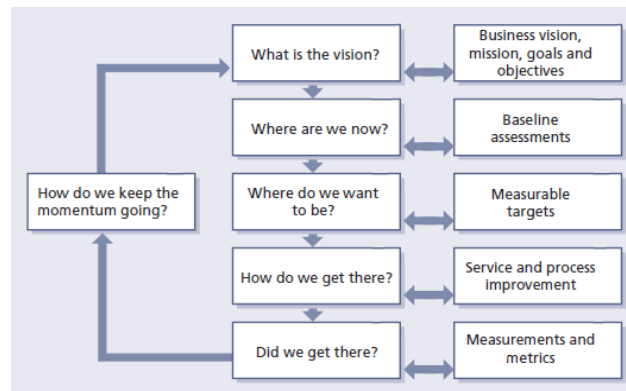 What is the vision?
Business vision,
mission, goals and
objectives
Where are we now?
Baseline
assessments
How do we keep the
momentum going?
Where do we want
to be?
Measurable
targets
How do we get there?
Service and process
improvement
Did we get there?
Measurements and
metrics